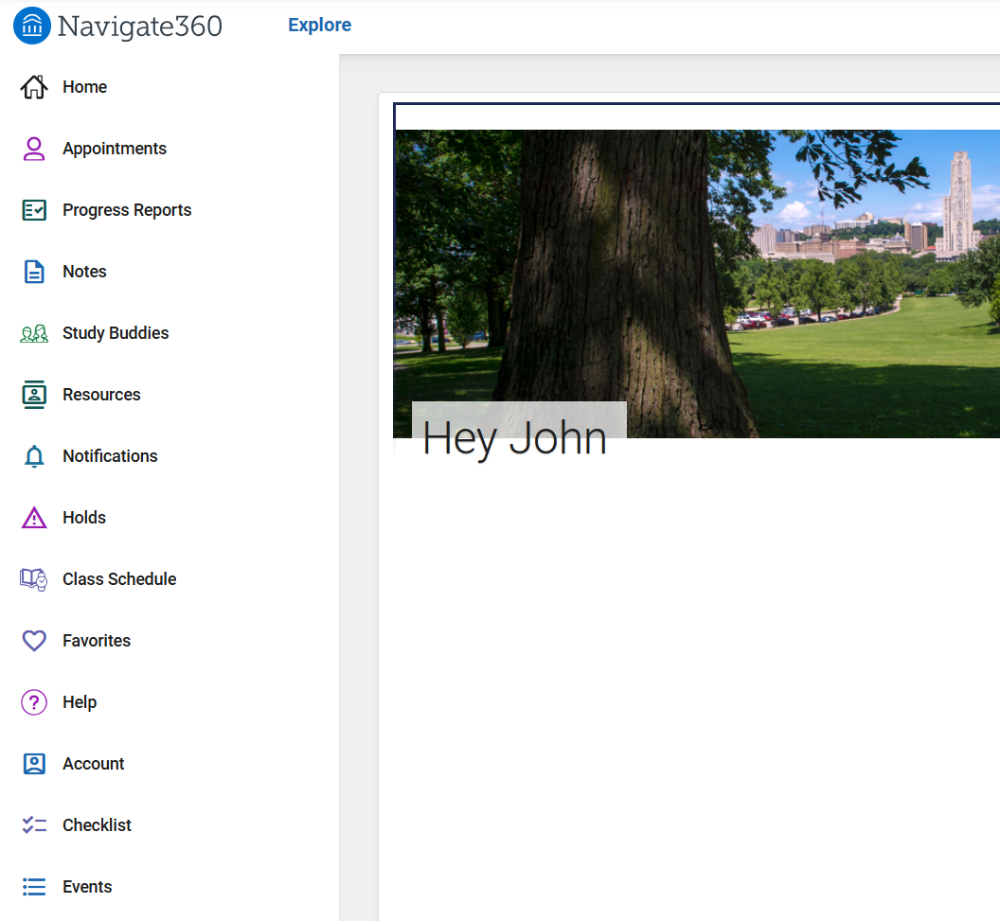 Navigate360
Explore
Home
Appointments
Progress Reports
Notes
Study Buddies
Resources
Notifications
Holds
Class Schedule
Favorites
Help
Account
Checklist
Events
Hey John